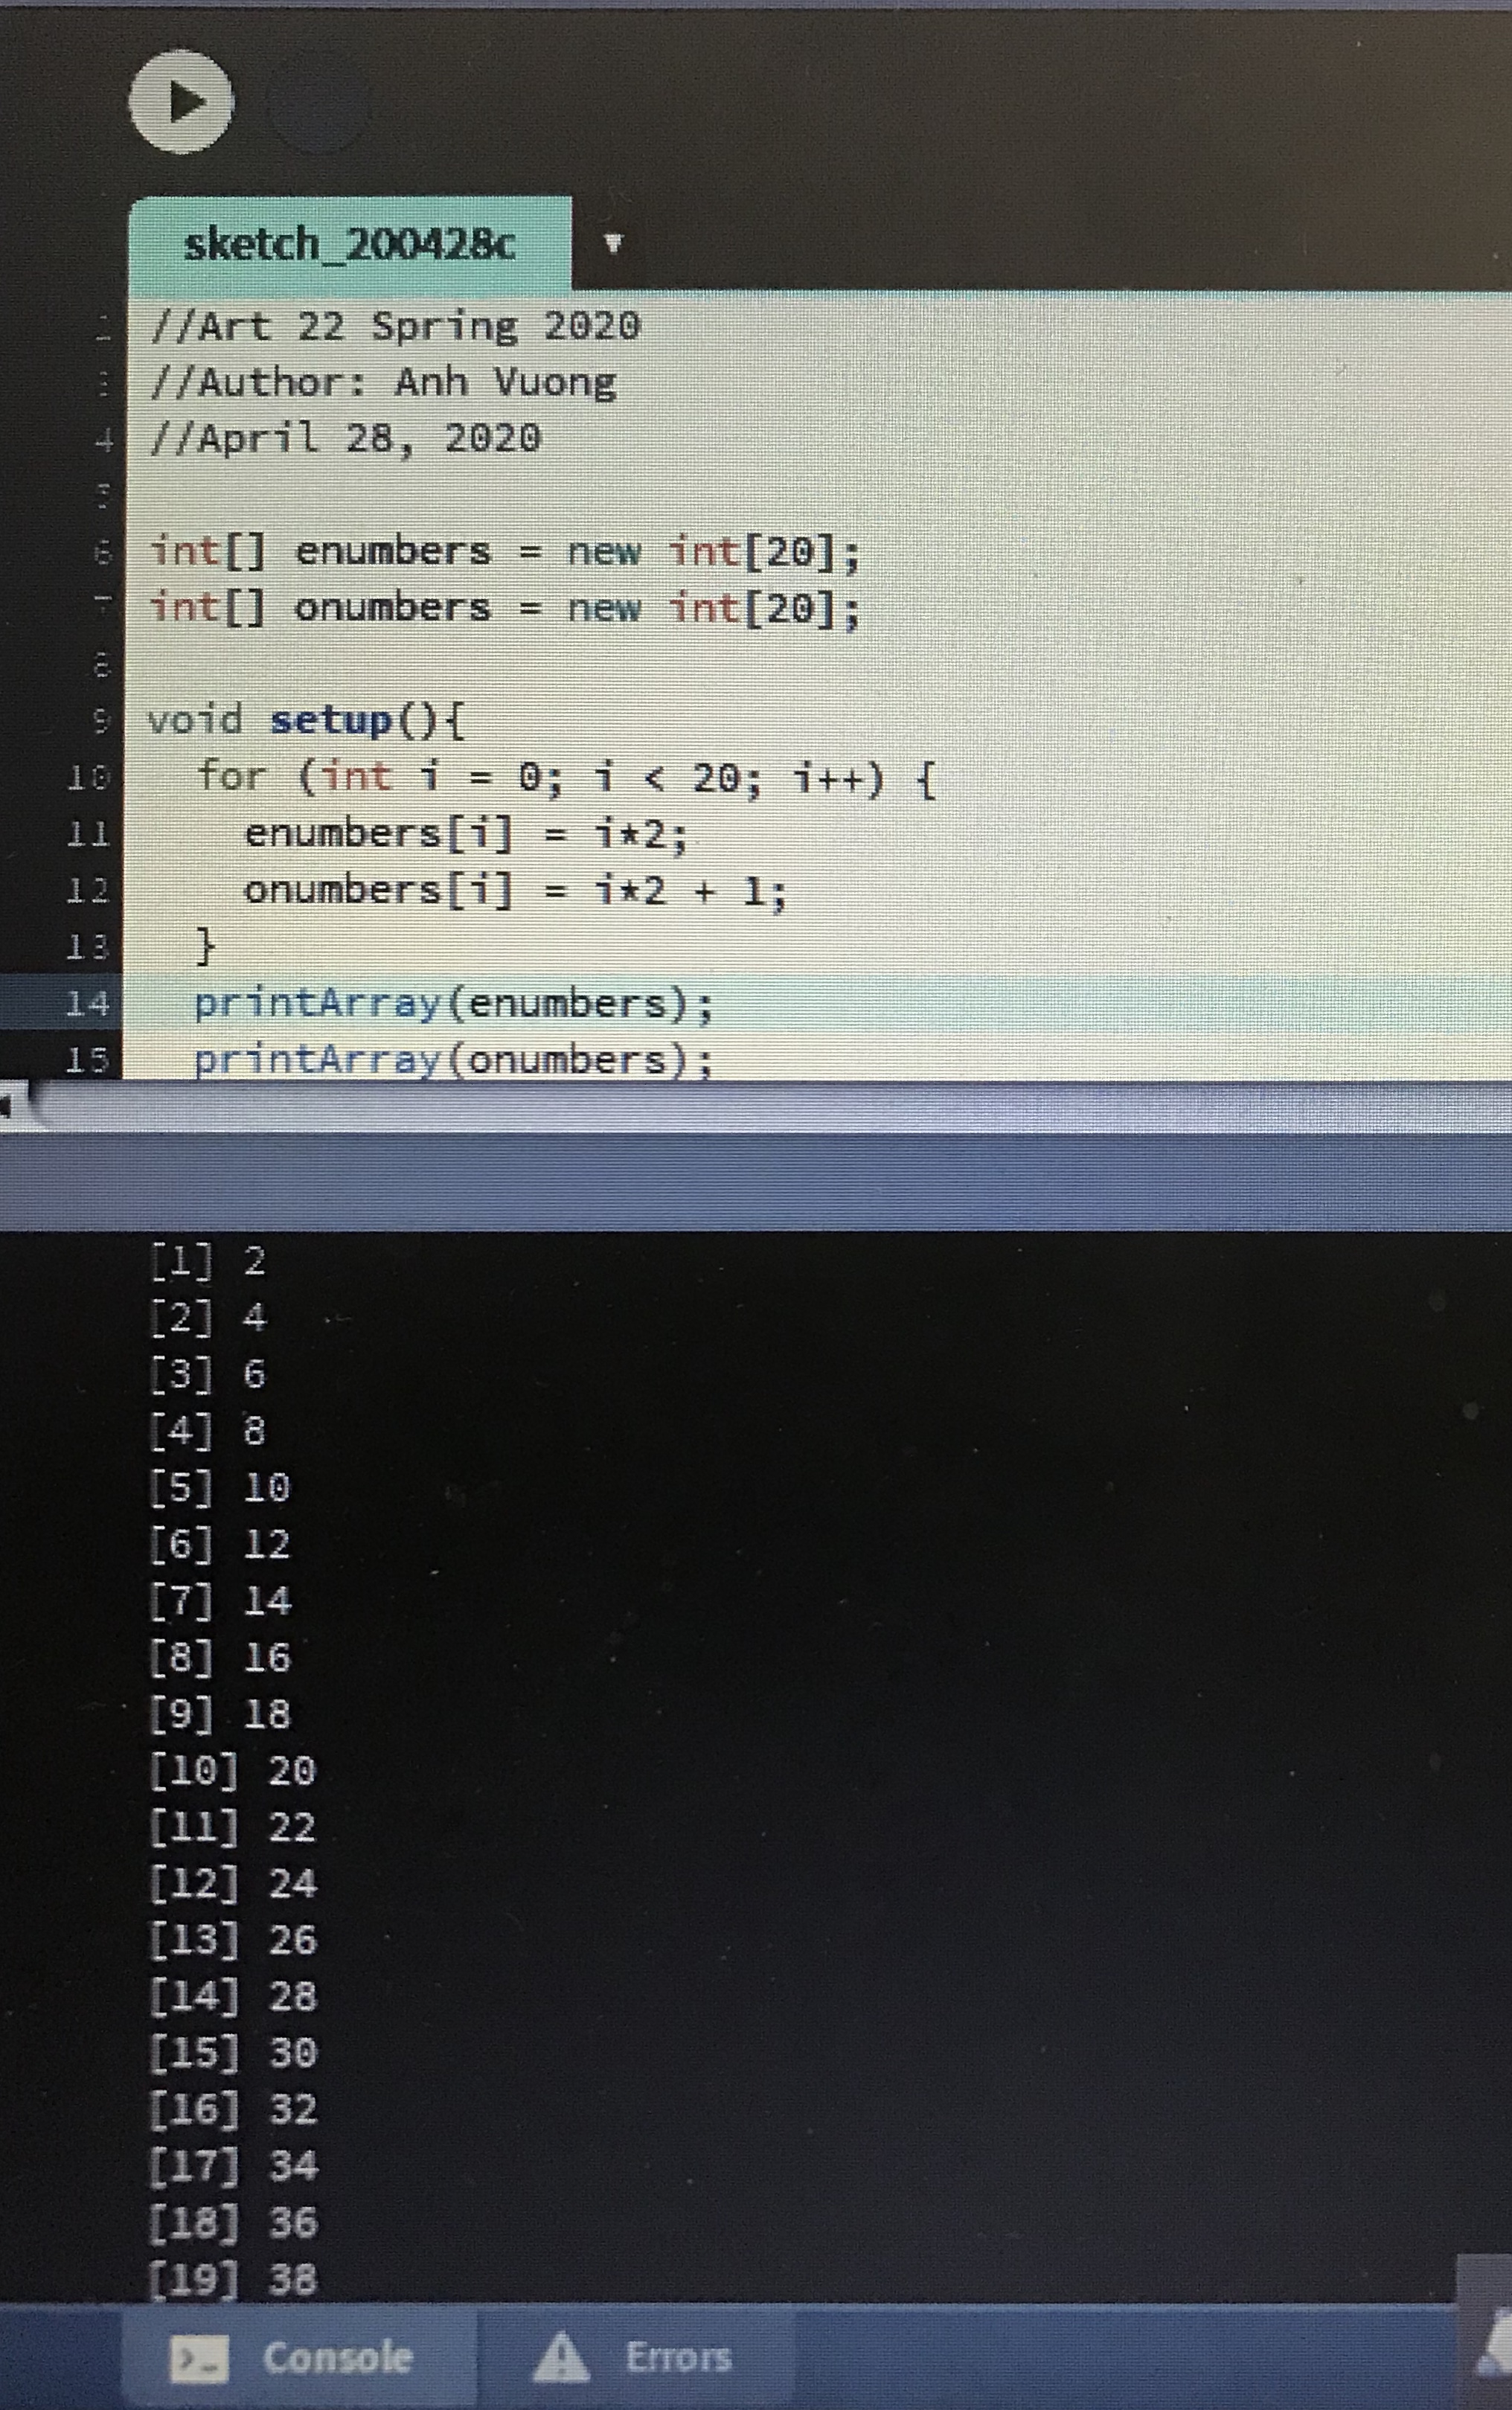 sketch_200428c
//Art 22 Spring 2020
//Author: Anh Vuong
4 //April 28, 2020
6 int[] enumbers = new int[20];
7 int[] onumbers = new int[20];
8
9 void setup(){
10 for (int i = 0; i < 20; i++) {
11 enumbers[i] = i*2;
12 onumbers[i] = i*2 + 1;
13 }
14 printArray(enumbers);
15 printArray(onumbers);
[1] 2
[2] 4
[3] 6
[4] 8
[5] 10
[6] 12
[7] 14
[8] 16
[9] 18
[10] 20
[11] 22
[12] 24
[13] 26
[14] 28
[15] 30
[16] 32
[17] 34
[18] 36
[19] 38
Console
Errors